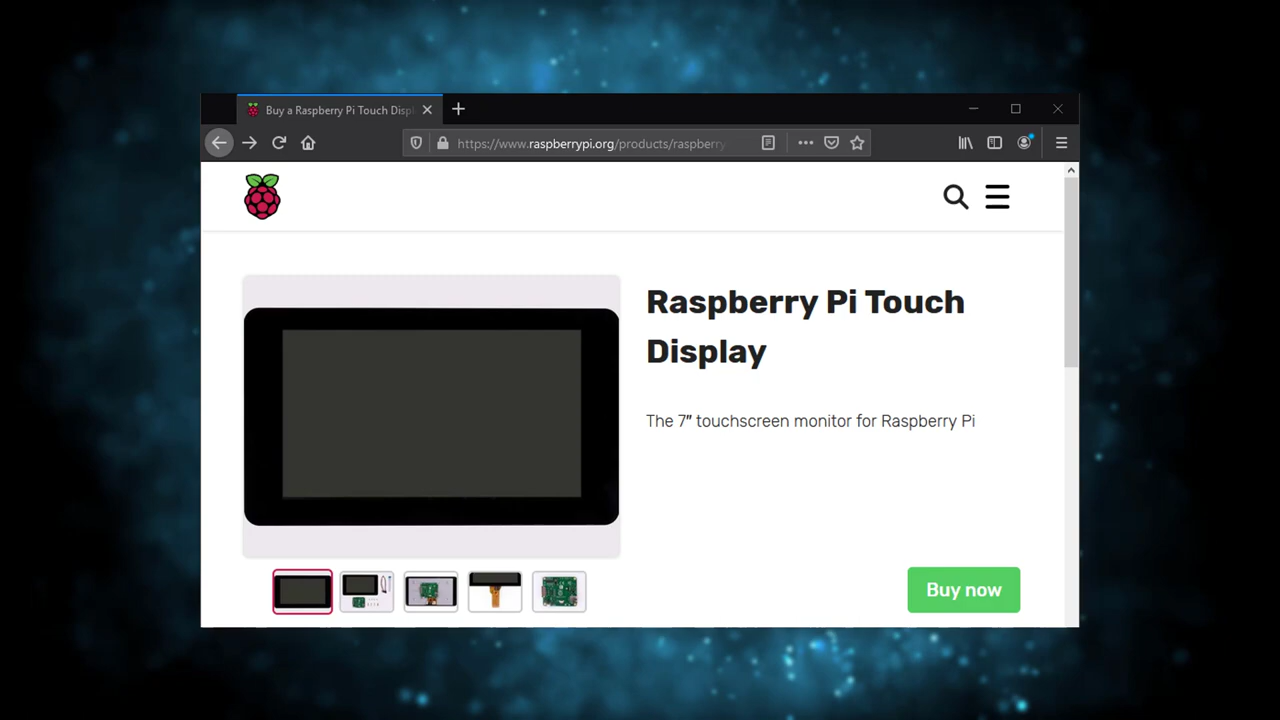 Buy a Raspberry Pi Touch Displ
https://www.raspberrypi.org/products/raspberry
Raspberry Pi Touch
Display
The 7″ touchscreen monitor for Raspberry Pi
Buy now